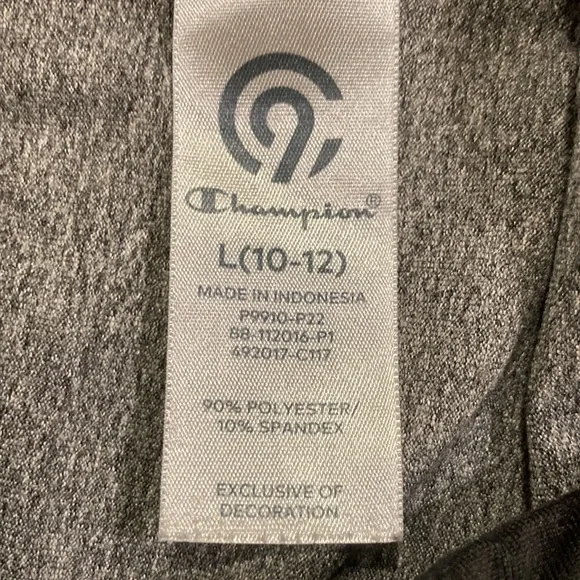 C9
Champion®
L(10-12)
MADE IN INDONESIA
P9910-P22
88-112016-P1
492017-C117
90% POLYESTER/
10% SPANDEX
EXCLUSIVE OF
DECORATION